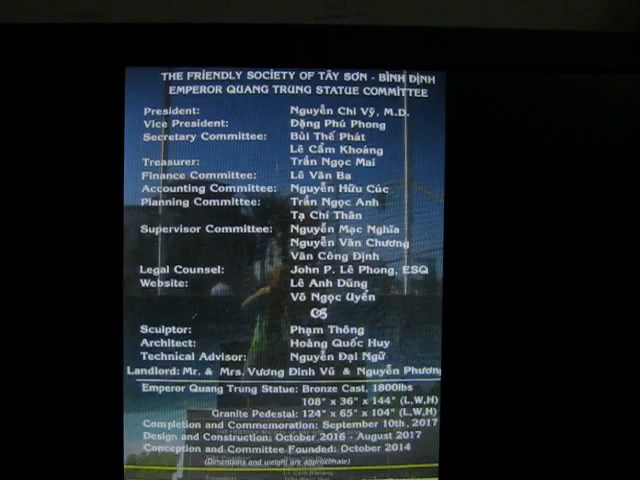 THE FRIENDLY SOCIETY OF TÂY SƠN - BÌNH ĐỊNH
EMPEROR QUANG TRUNG STATUE COMMITTEE
President: Nguyễn Chí Vỹ, M.D.
Vice President: Đặng Phú Phong
Secretary Committee: Bùi Thế Phát
Lê Cẩm Khoáng
Treasurer: Trần Ngọc Mai
Finance Committee: Lê Văn Ba
Accounting Committee: Nguyễn Hữu Cúc
Planning Committee: Trần Ngọc Anh
Tạ Chí Thân
Supervisor Committee: Nguyễn Mạc Nghĩa
Nguyễn Văn Chương
Văn Công Định
Legal Counsel: John P. Lê Phong, ESQ
Website: Lê Anh Dũng
Võ Ngọc Uyển
Sculptor: Phạm Thông
Architect: Hoàng Quốc Huy
Technical Advisor: Nguyễn Đại Ngữ
Landlord: Mr. & Mrs. Vương Đình Vũ & Nguyễn Phương
Emperor Quang Trung Statue: Bronze Cast, 1800lbs
108" x 36" x 144" (L,W,H)
Granite Pedestal: 124" x 65" x 104" (L,W,H)
Completion and Commemoration: September 10th, 2017
Design and Construction: October 2016 - August 2017
Conception and Committee Founded: October 2014
(Dimensions and weight are approximate)